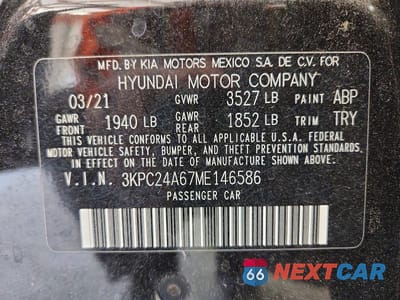 MFD. BY KIA MOTORS MEXICO S.A. DE C.V. FOR
HYUNDAI MOTOR COMPANY
03/21 GVWR 3527 LB PAINT ABP
GAWR FRONT 1940 LB GAWR REAR 1852 LB TRIM TRY
THIS VEHICLE CONFORMS TO ALL APPLICABLE
U.S. FEDERAL MOTOR VEHICLE
SAFETY, BUMPER, AND THEFT PREVENTION
STANDARDS IN EFFECT ON THE DATE OF
MANUFACTURE SHOWN ABOVE.
V.I.N. 3KPC24A67ME146586
PASSENGER CAR
66 NEXTCAR